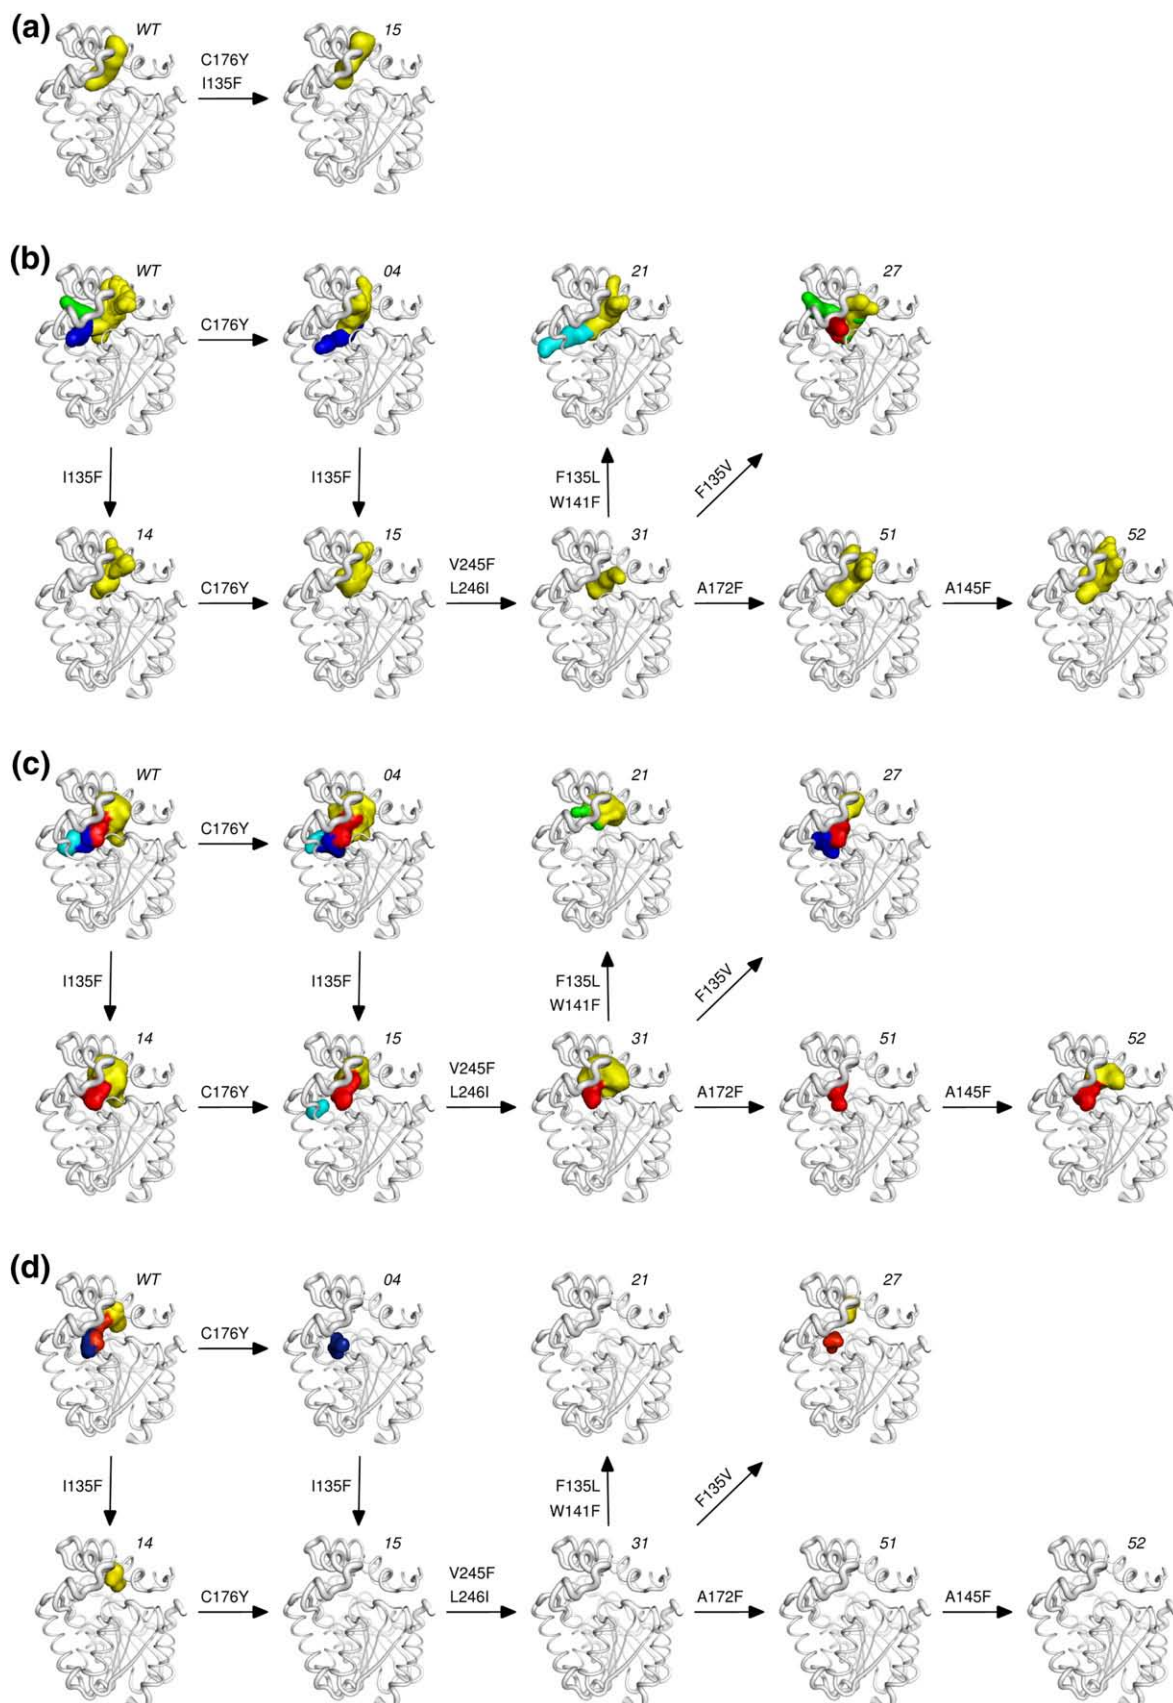 (a)
WT
15
C176Y
I135F
(b)
WT
04
21
27
C176Y
I135F
I135F
F135L
W141F
F135V
14
15
31
51
52
C176Y
V245F
L246I
A172F
A145F
(c)
WT
04
21
27
C176Y
I135F
I135F
F135L
W141F
F135V
14
15
31
51
52
C176Y
V245F
L246I
A172F
A145F
(d)
WT
04
21
27
C176Y
I135F
I135F
F135L
W141F
F135V
14
15
31
51
52
C176Y
V245F
L246I
A172F
A145F